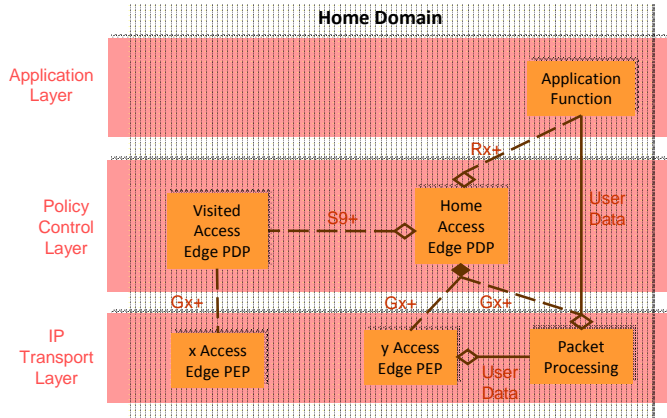 Home Domain
Application
Layer
Application
Function
Rx+
Policy
Control
Layer
Visited
Access
Edge PDP
S9+
Home
Access
Edge PDP
User
Data
Gx+
Gx+
Gx+
IP
Transport
Layer
x Access
Edge PEP
y Access
Edge PEP
User
Data
Packet
Processing